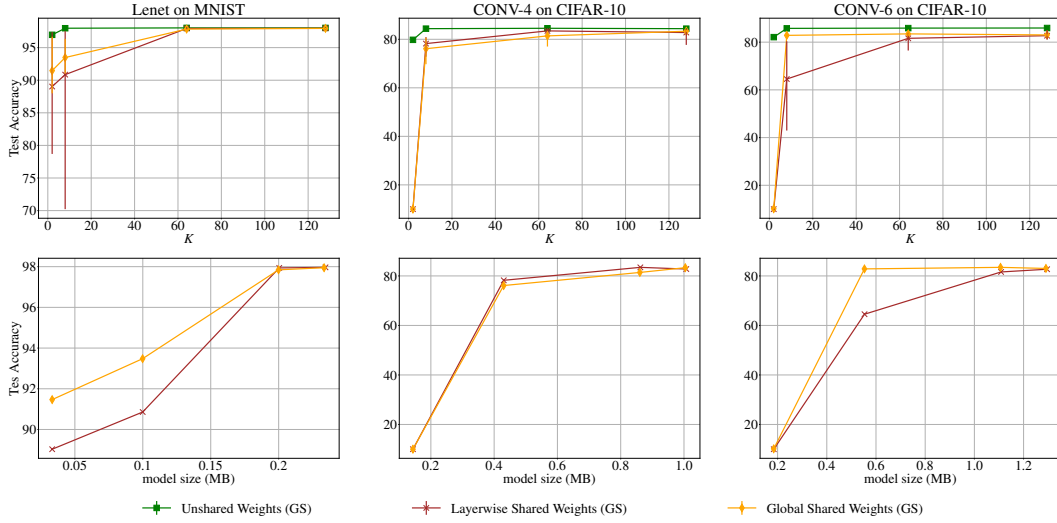 Lenet on MNIST
CONV-4 on CIFAR-10
CONV-6 on CIFAR-10
Test Accuracy
95
90
85
80
75
70
0 20 40 60 80 100 120
K
80
60
40
20
0 20 40 60 80 100 120
K
80
60
40
20
0 20 40 60 80 100 120
K
Tes Accuracy
98
96
94
92
90
0.05 0.1 0.15 0.2
model size (MB)
80
60
40
20
0.2 0.4 0.6 0.8 1.0
model size (MB)
80
60
40
20
0.2 0.4 0.6 0.8 1.0 1.2
model size (MB)
Unshared Weights (GS)
Layerwise Shared Weights (GS)
Global Shared Weights (GS)